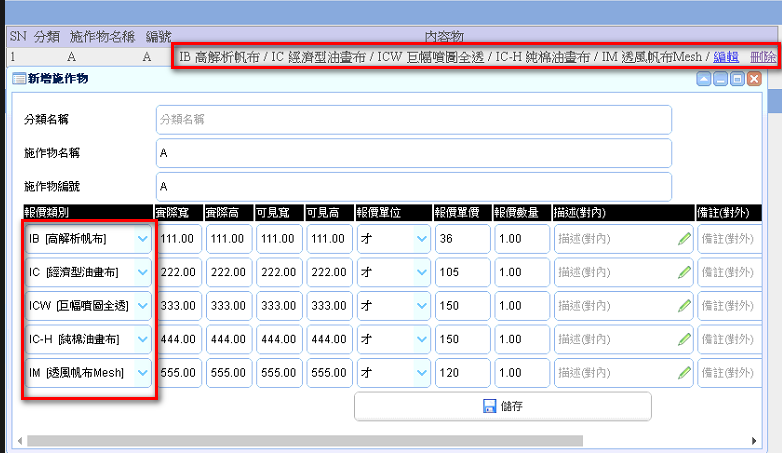 SN 分類 施作物名稱 編號 內容物
1 A A IB 高解析帆布 / IC 經濟型油畫布 / ICW 巨幅噴圖全透 / IC-H 純棉油畫布 / IM 透風帆布Mesh / 編輯 刪除
新增施作物
分類名稱 分類名稱
施作物名稱 A
施作物編號 A
報價類別 實際寬 實際高 可見寬 可見高 報價單位 報價單價 報價數量 描述(對內) 備註(對外)
IB [高解析帆布] 111.00 111.00 111.00 111.00 才 36 1.00 描述(對內) 備註(對外)
IC [經濟型油畫布] 222.00 222.00 222.00 222.00 才 105 1.00 描述(對內) 備註(對外)
ICW [巨幅噴圖全透] 333.00 333.00 333.00 333.00 才 150 1.00 描述(對內) 備註(對外)
IC-H [純棉油畫布] 444.00 444.00 444.00 444.00 才 150 1.00 描述(對內) 備註(對外)
IM [透風帆布Mesh] 555.00 555.00 555.00 555.00 才 120 1.00 描述(對內) 備註(對外)
儲存